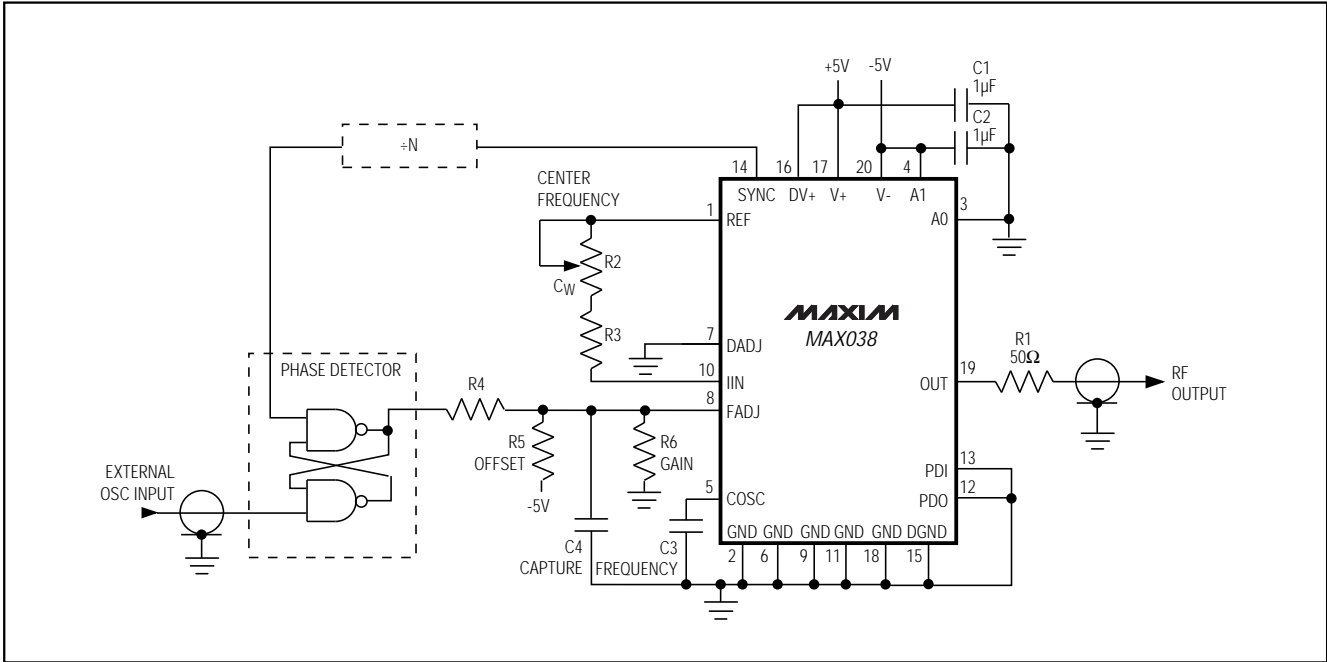 +5V
-5V
C1
1µF
C2
1µF
÷N
14
16
17
20
4
SYNC
DV+
V+
V-
A1
CENTER
FREQUENCY
1
REF
3
A0
R2
CW
R3
MAXIM
MAX038
7
DADJ
10
IIN
8
FADJ
R1
50Ω
19
OUT
RF
OUTPUT
PHASE DETECTOR
R4
R5
OFFSET
-5V
R6
GAIN
EXTERNAL
OSC INPUT
5
COSC
13
PDI
12
PDO
GND
GND
GND
GND
GND
DGND
2
6
9
11
18
15
C4
CAPTURE
C3
FREQUENCY